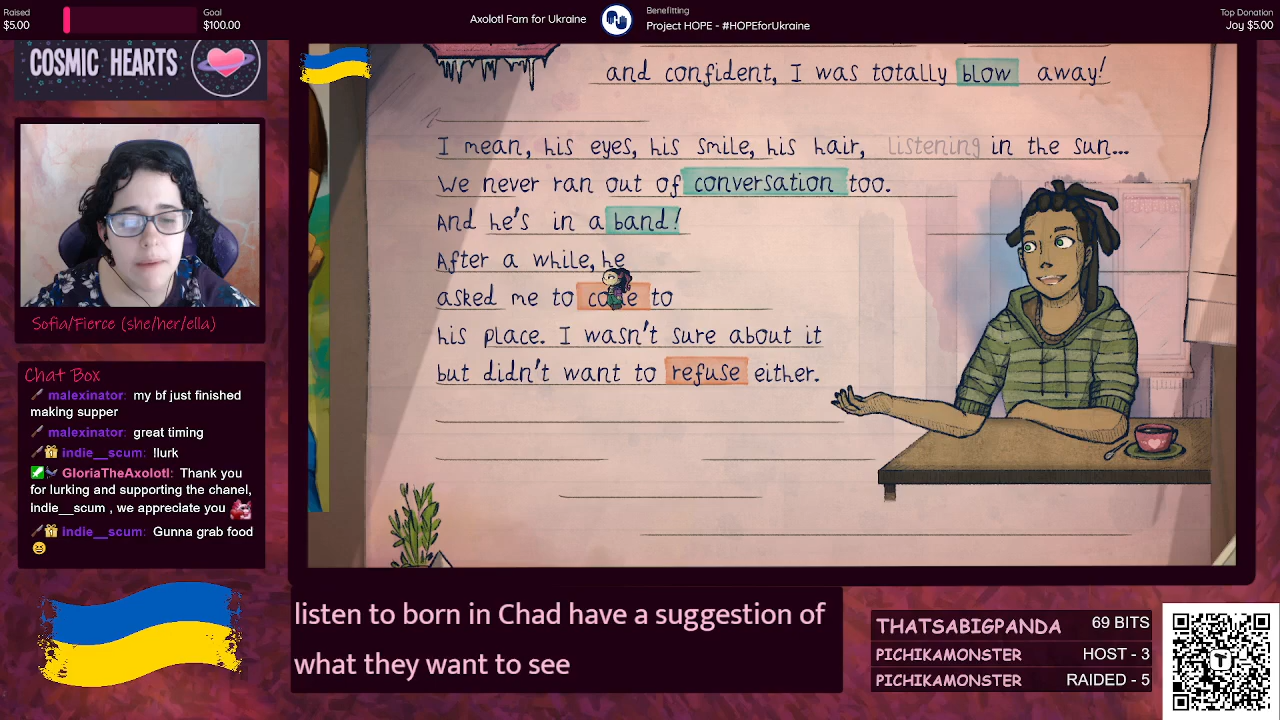 Raised
$5.00
Goal
$100.00
Axolotl Fam for Ukraine
Benefitting
Project HOPE - #HOPEforUkraine
Top Donation
Joy $5.00
COSMIC HEARTS
Sofia/Fierce (she/her/ella)
Chat Box
malexinator: my bf just finished
making supper
malexinator: great timing
indie__scum: !lurk
GloriaTheAxolotl: Thank you
for lurking and supporting the chanel,
Indle__scum , we appreciate you
indie__scum: Gunna grab food
and confident, I was totally blow away!
I mean, his eyes, his smile, his hair, listening in the sun...
We never ran out of conversation too.
And he's in a band!
After a while, he
asked me to to
his place. I wasn't sure about it
but didn't want to refuse either.
listen to born in Chad have a suggestion of
what they want to see
THATSABIGPANDA 69 BITS
PICHIKAMONSTER HOST - 3
PICHIKAMONSTER RAIDED - 5